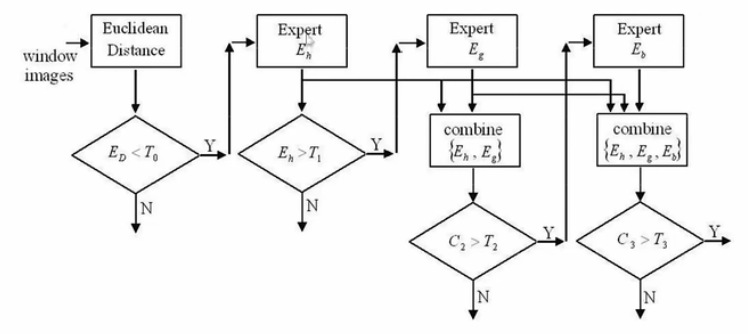 window
images
Euclidean
Distance
E_D < T_0
Y
N
Expert
E_h
E_h > T_1
Y
N
Expert
E_g
combine
{E_h , E_g}
C_2 > T_2
Y
N
Expert
E_b
combine
{E_h , E_g , E_b}
C_3 > T_3
Y
N